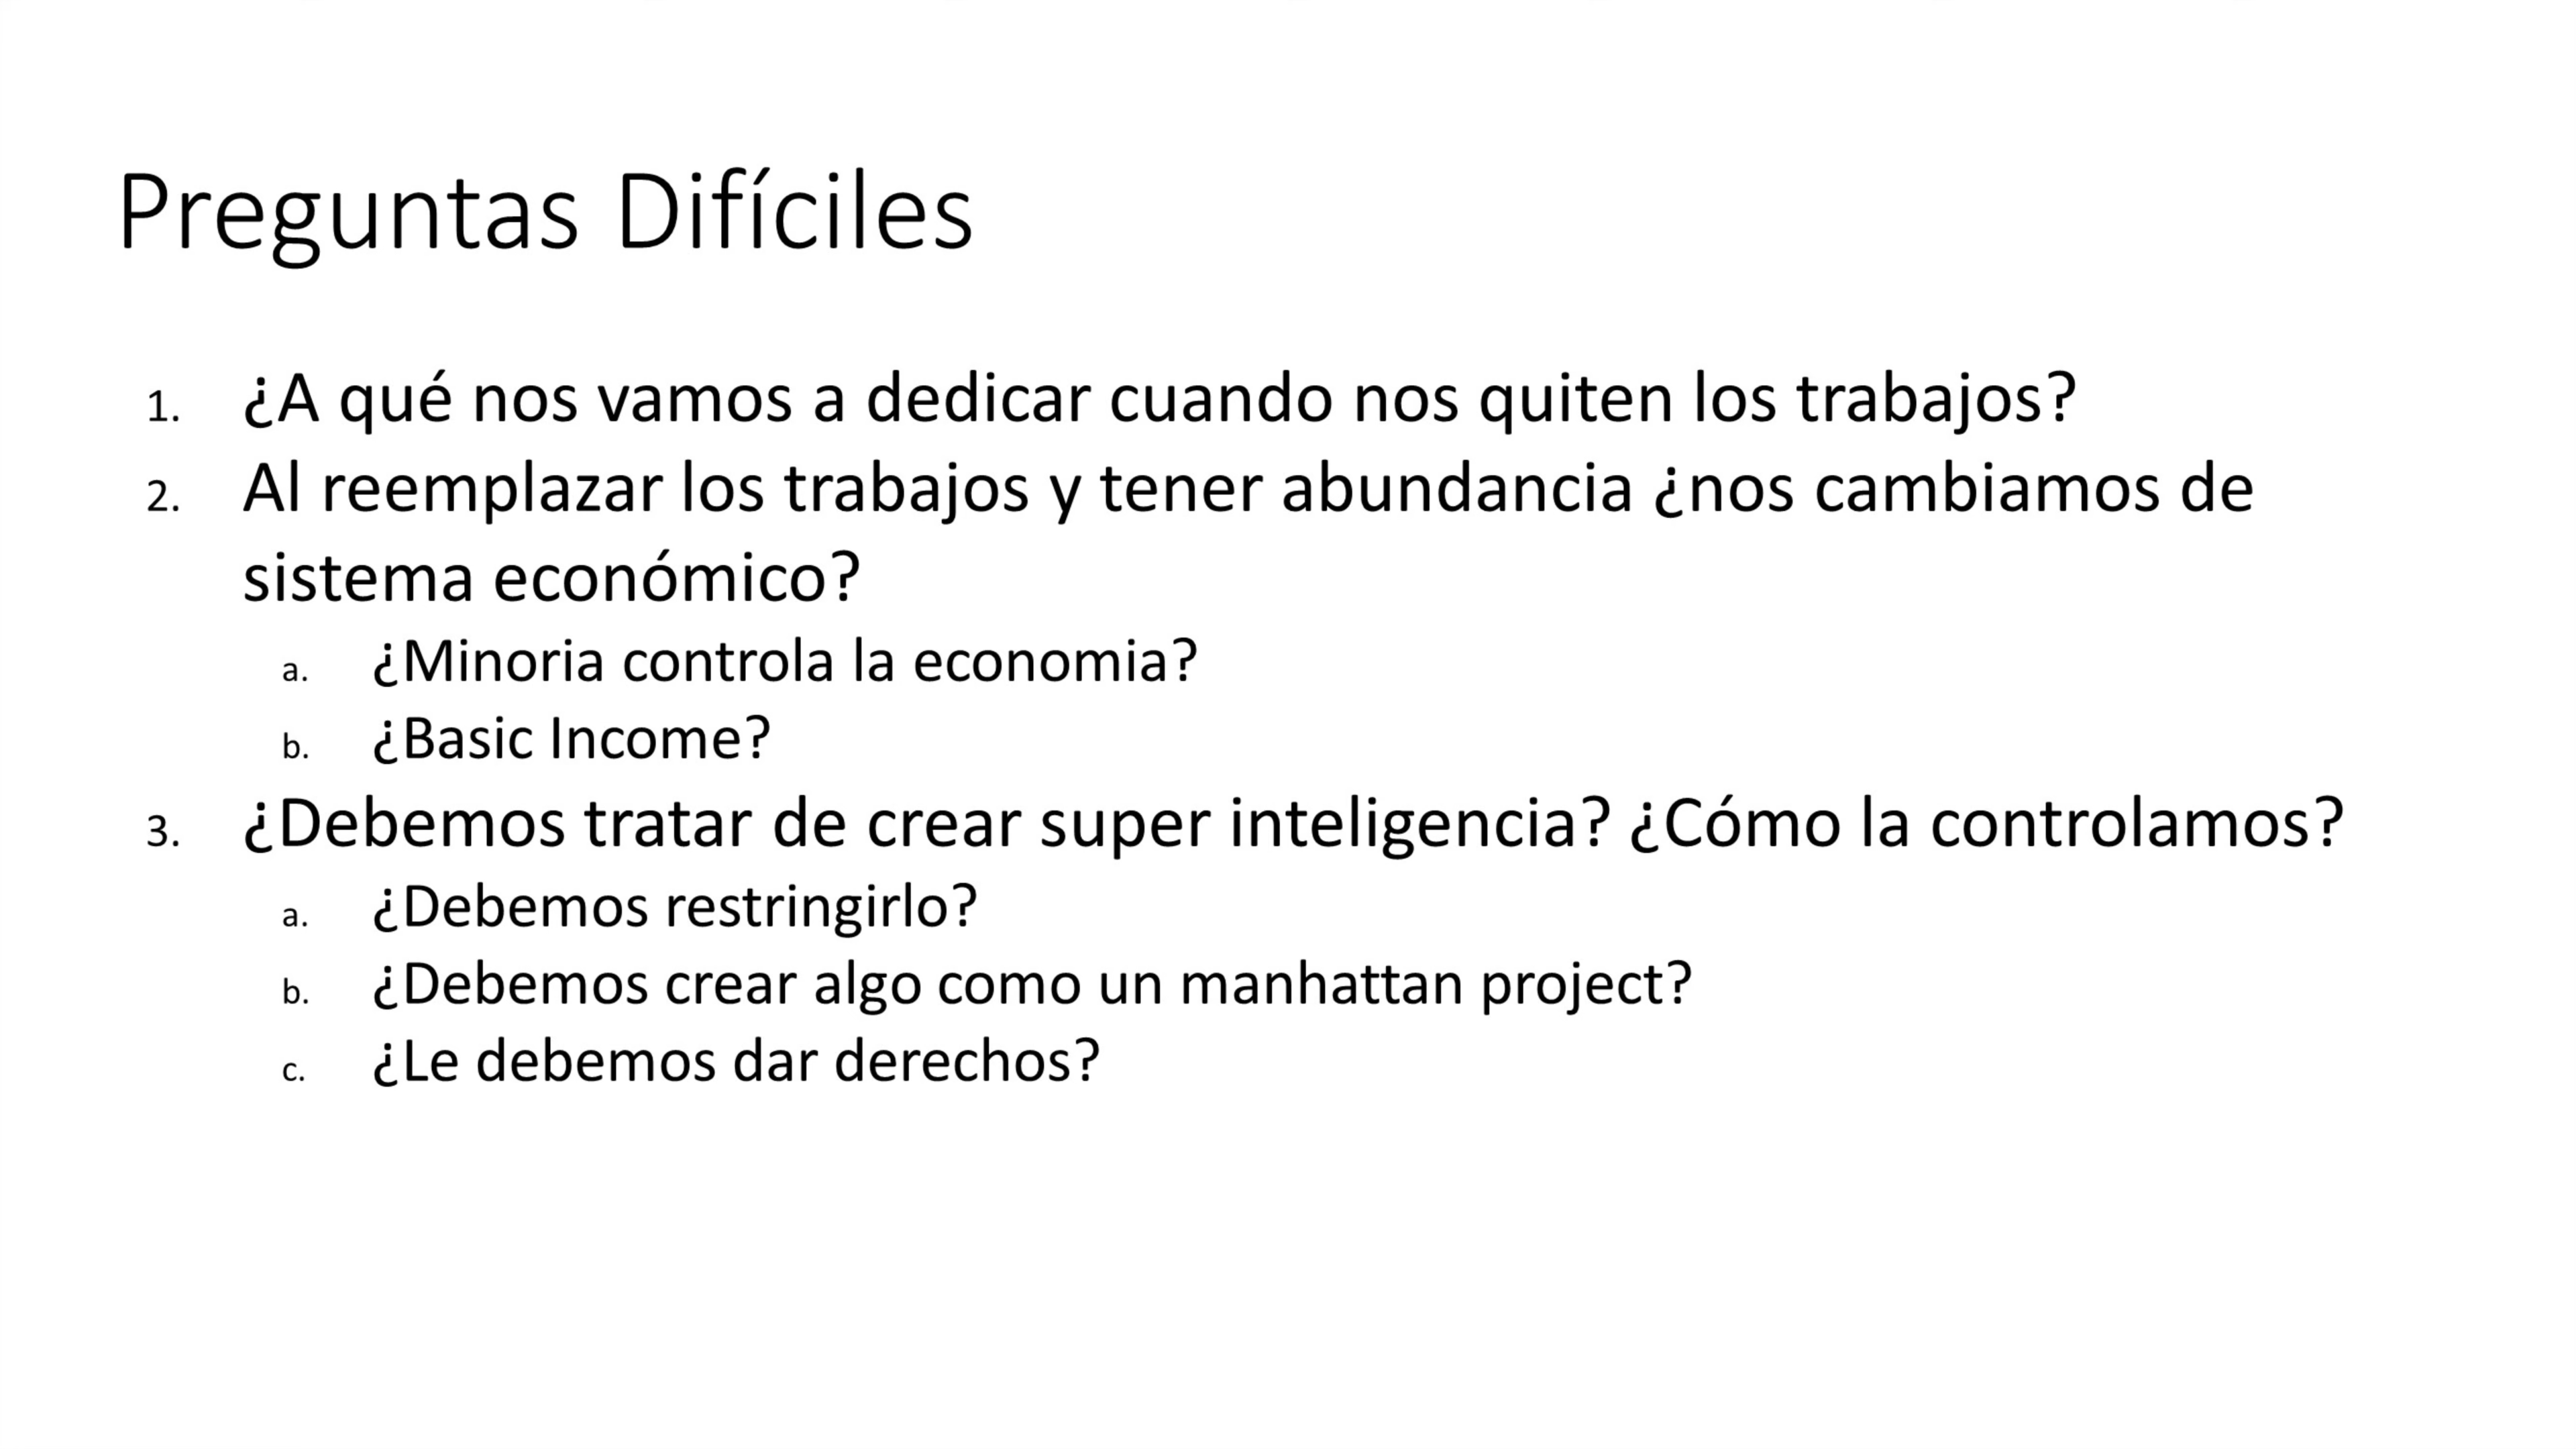 Preguntas Difíciles
1. ¿A qué nos vamos a dedicar cuando nos quiten los trabajos?
2. Al reemplazar los trabajos y tener abundancia ¿nos cambiamos de
sistema económico?
a. ¿Minoria controla la economia?
b. ¿Basic Income?
3. ¿Debemos tratar de crear super inteligencia? ¿Cómo la controlamos?
a. ¿Debemos restringirlo?
b. ¿Debemos crear algo como un manhattan project?
c. ¿Le debemos dar derechos?